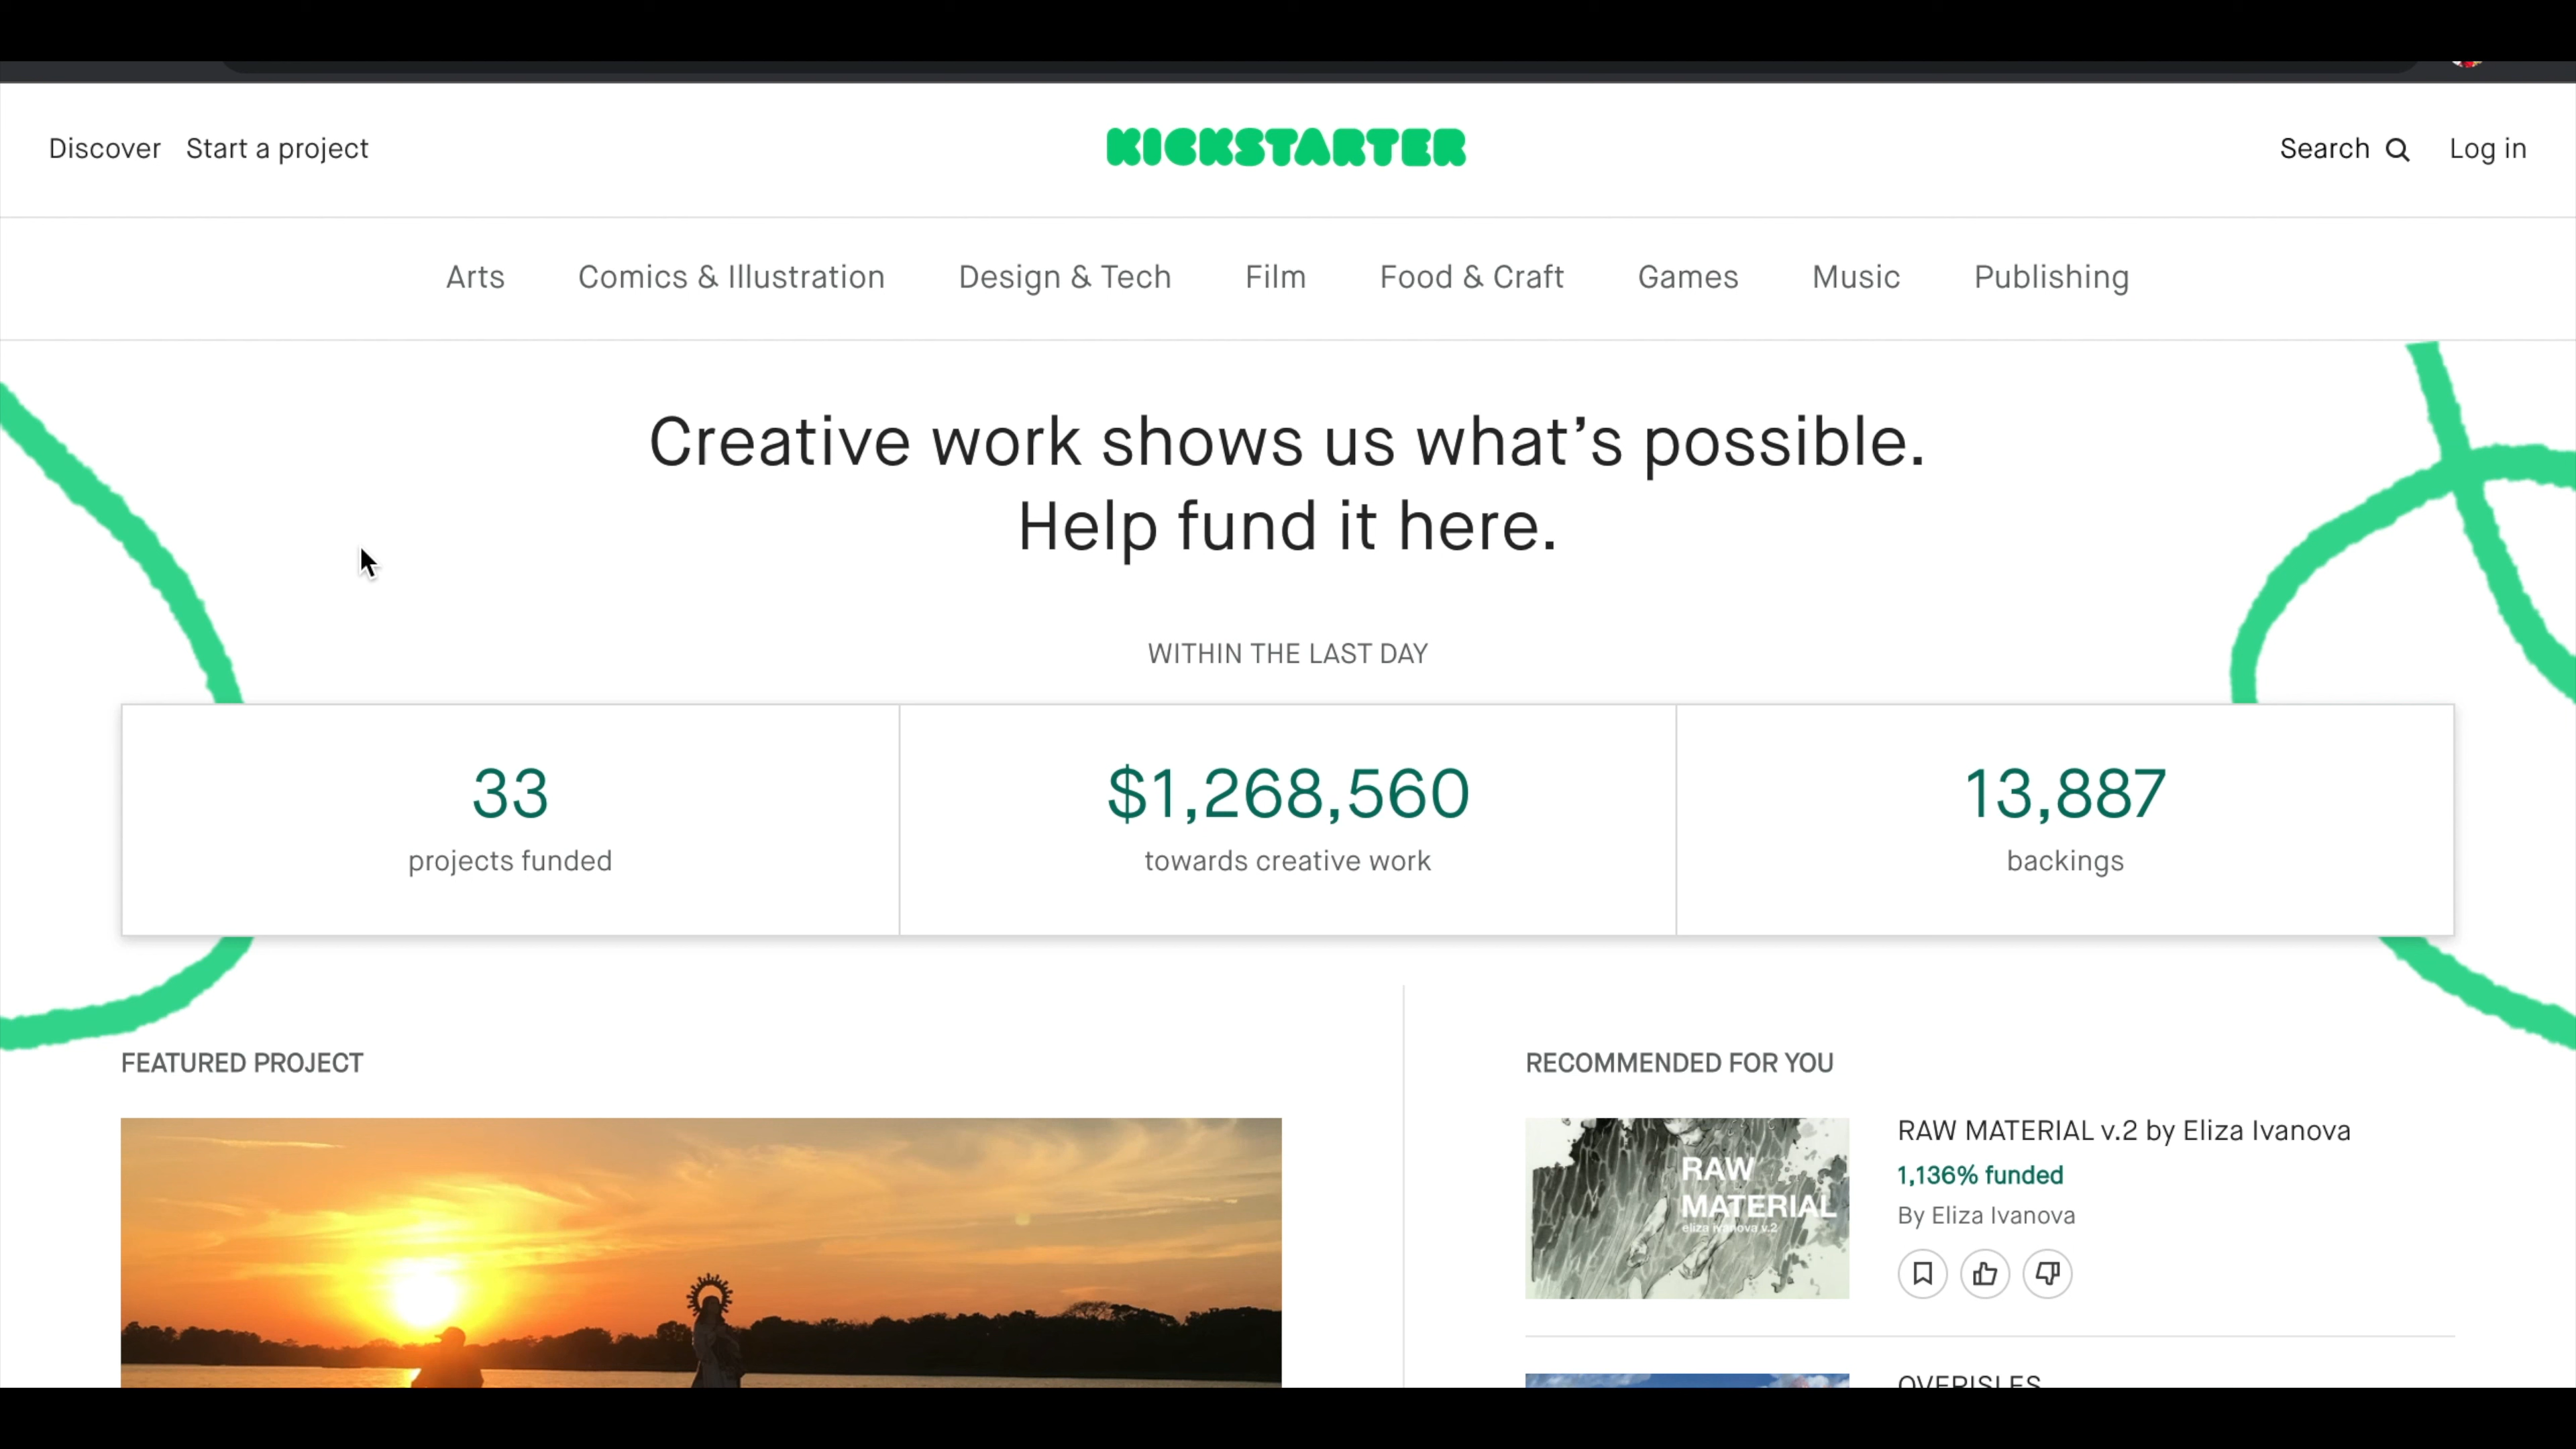 Discover Start a project
KICKSTARTER
Search Log in
Arts Comics & Illustration Design & Tech Film Food & Craft Games Music Publishing
Creative work shows us what’s possible.
Help fund it here.
WITHIN THE LAST DAY
33
projects funded
$1,268,560
towards creative work
13,887
backings
FEATURED PROJECT
RECOMMENDED FOR YOU
RAW
MATERIAL
eliza ivanova v.2
RAW MATERIAL v.2 by Eliza Ivanova
1,136% funded
By Eliza Ivanova
OVERISLES